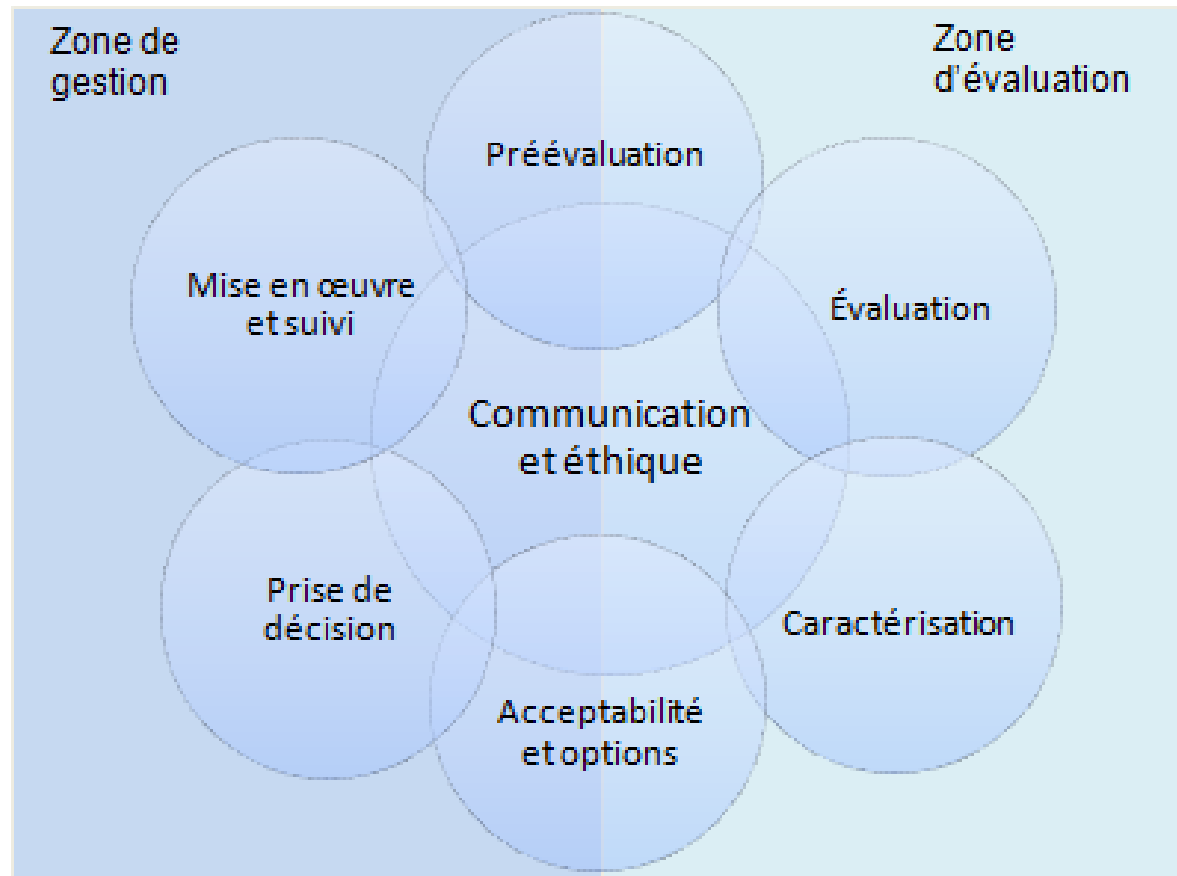 Zone de
gestion
Zone
d'évaluation
Préévaluation
Mise en œuvre
et suivi
Évaluation
Communication
et éthique
Prise de
décision
Caractérisation
Acceptabilité
et options